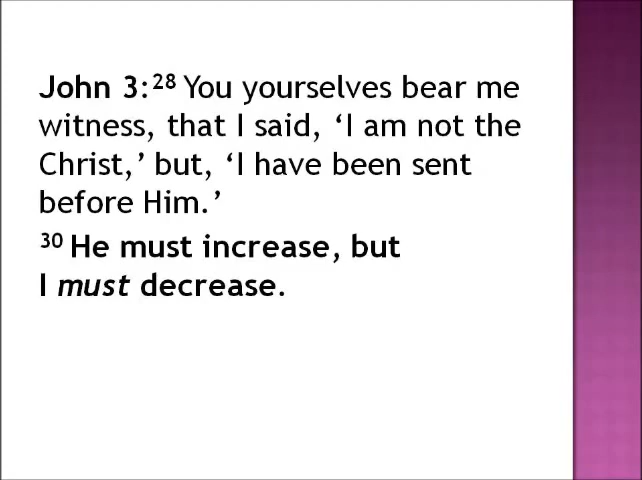 John 3:28 You yourselves bear me
witness, that I said, ‘I am not the
Christ,’ but, ‘I have been sent
before Him.’
30 He must increase, but
I must decrease.